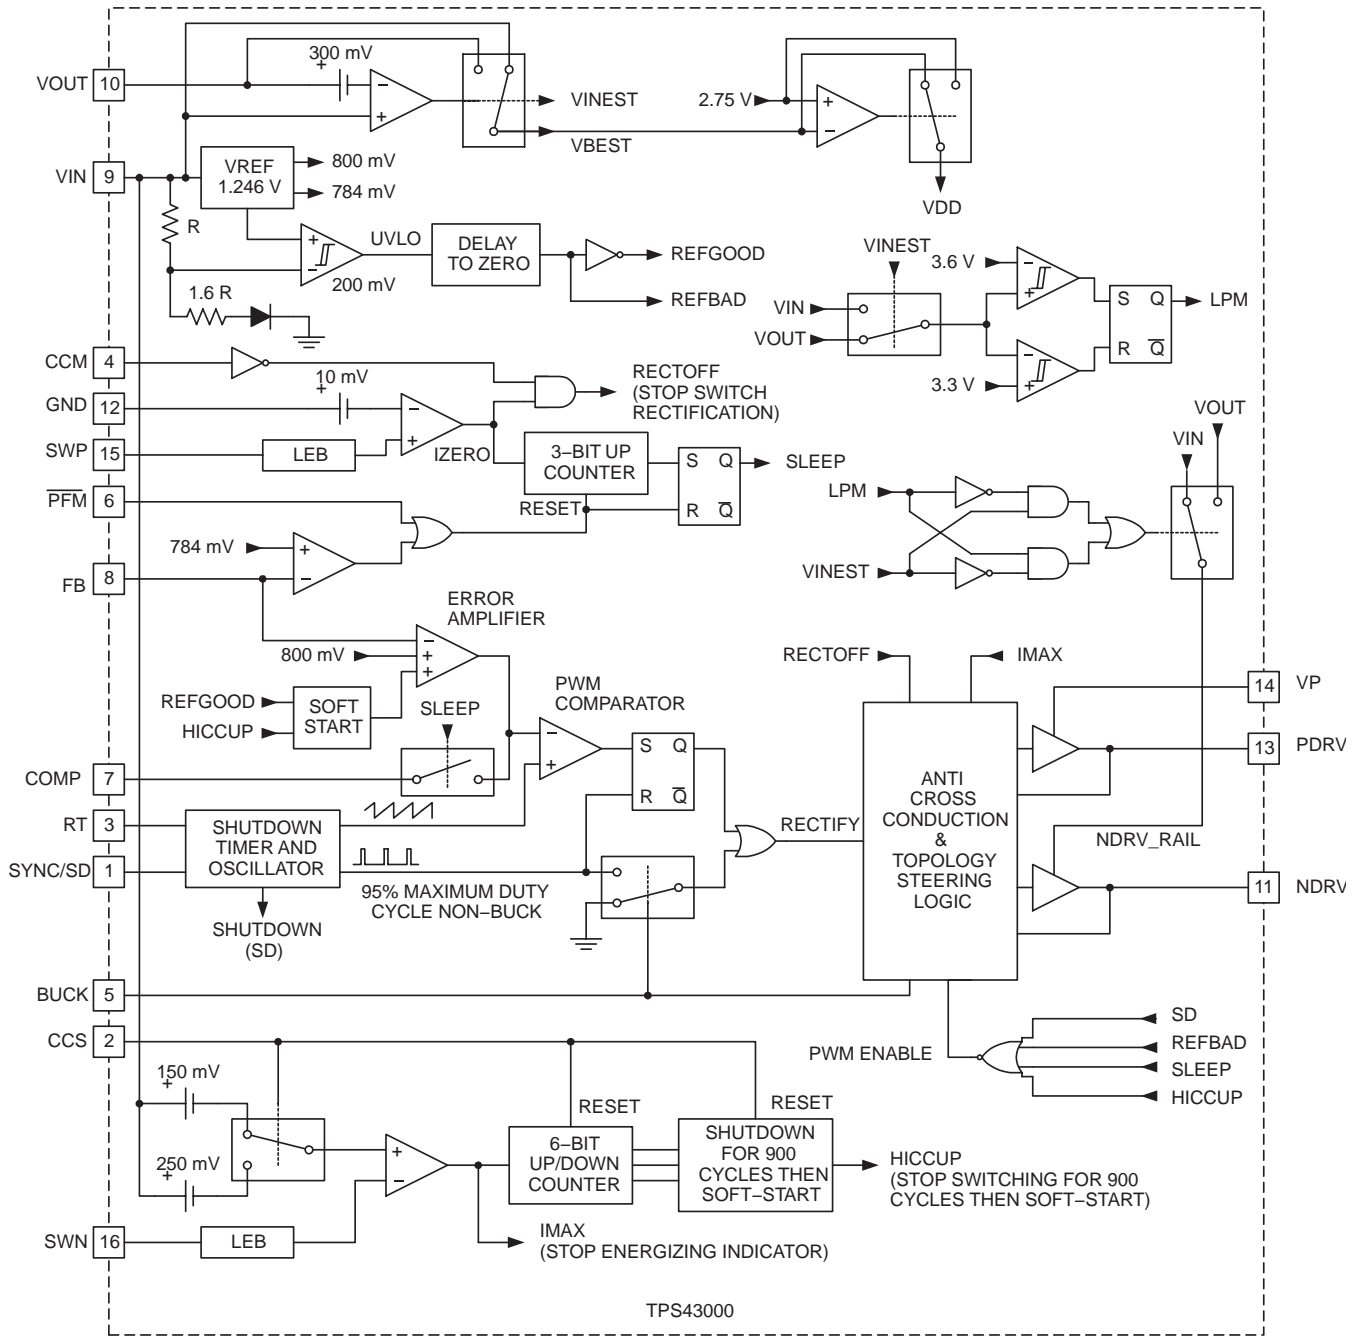 300 mV
+
VOUT 10
−
+
VINEST
VBEST
2.75 V
+
−
VDD
VIN 9
VREF
1.246 V
800 mV
784 mV
R
+
−
200 mV
UVLO
DELAY
TO ZERO
REFGOOD
REFBAD
1.6 R
VINEST
VIN
VOUT
3.6 V
−
+
3.3 V
−
+
S Q
R Q
LPM
CCM 4
10 mV
+
GND 12
−
+
SWP 15
LEB
IZERO
RECTOFF
(STOP SWITCH
RECTIFICATION)
3–BIT UP
COUNTER
RESET
S Q
R Q
SLEEP
PFM 6
784 mV
+
−
FB 8
VOUT
VIN
LPM
VINEST
ERROR
AMPLIFIER
−
+
+
800 mV
REFGOOD
HICCUP
SOFT
START
SLEEP
PWM
COMPARATOR
−
+
COMP 7
S Q
R Q
RT 3
SYNC/SD 1
SHUTDOWN
TIMER AND
OSCILLATOR
SHUTDOWN
(SD)
95% MAXIMUM DUTY
CYCLE NON–BUCK
RECTIFY
RECTOFF
IMAX
ANTI
CROSS
CONDUCTION
&
TOPOLOGY
STEERING
LOGIC
14 VP
13 PDRV
NDRV_RAIL
11 NDRV
BUCK 5
CCS 2
PWM ENABLE
SD
REFBAD
SLEEP
HICCUP
150 mV
+
250 mV
+
+
−
RESET
6–BIT
UP/DOWN
COUNTER
RESET
SHUTDOWN
FOR 900
CYCLES THEN
SOFT–START
HICCUP
(STOP SWITCHING FOR 900
CYCLES THEN SOFT–START)
SWN 16
LEB
IMAX
(STOP ENERGIZING INDICATOR)
TPS43000